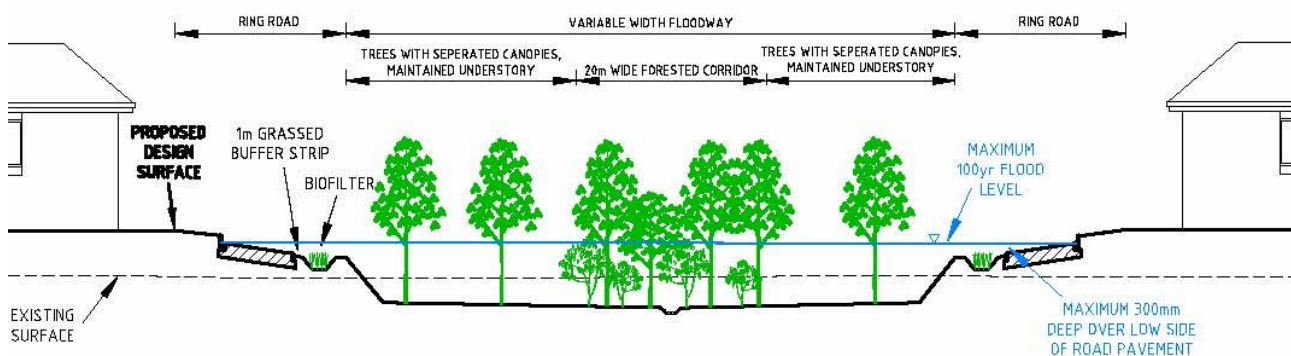 RING ROAD
VARIABLE WIDTH FLOODWAY
RING ROAD
TREES WITH SEPERATED CANOPIES,
MAINTAINED UNDERSTORY
20m WIDE FORESTED CORRIDOR
TREES WITH SEPERATED CANOPIES,
MAINTAINED UNDERSTORY
PROPOSED
DESIGN
SURFACE
1m GRASSED
BUFFER STRIP
BIOFILTER
MAXIMUM
100yr FLOOD
LEVEL
EXISTING
SURFACE
MAXIMUM 300mm
DEEP OVER LOW SIDE
OF ROAD PAVEMENT